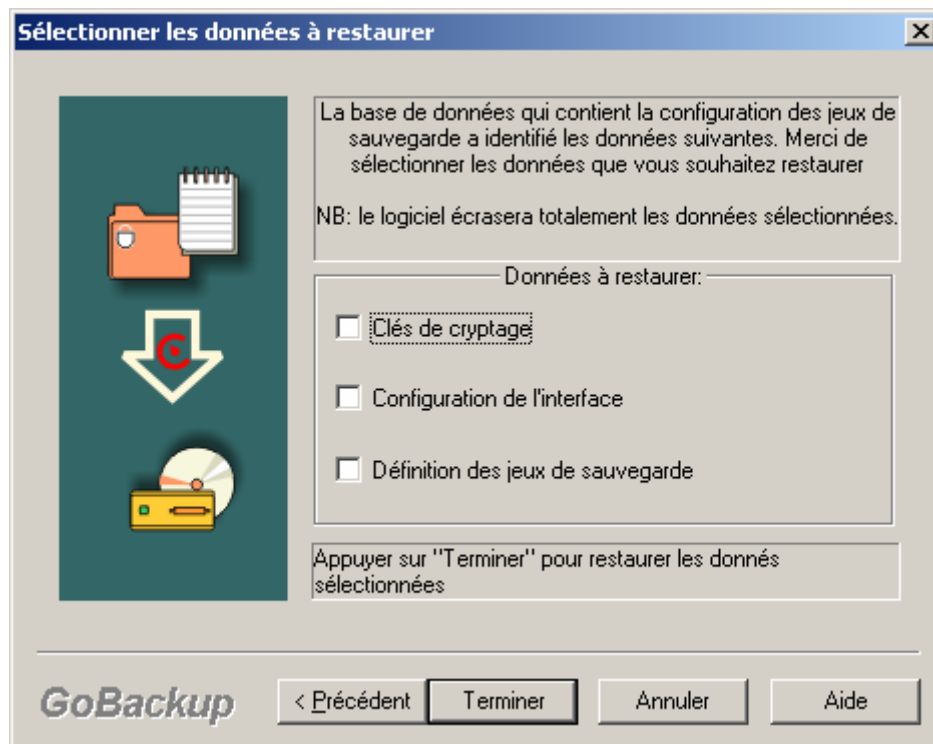 Sélectionner les données à restaurer
La base de données qui contient la configuration des jeux de
sauvegarde a identifié les données suivantes. Merci de
sélectionner les données que vous souhaitez restaurer
NB: le logiciel écrasera totalement les données sélectionnées.
Données à restaurer:
Clés de cryptage
Configuration de l'interface
Définition des jeux de sauvegarde
Appuyer sur "Terminer" pour restaurer les donnés
sélectionnées
GoBackup
< Précédent
Terminer
Annuler
Aide